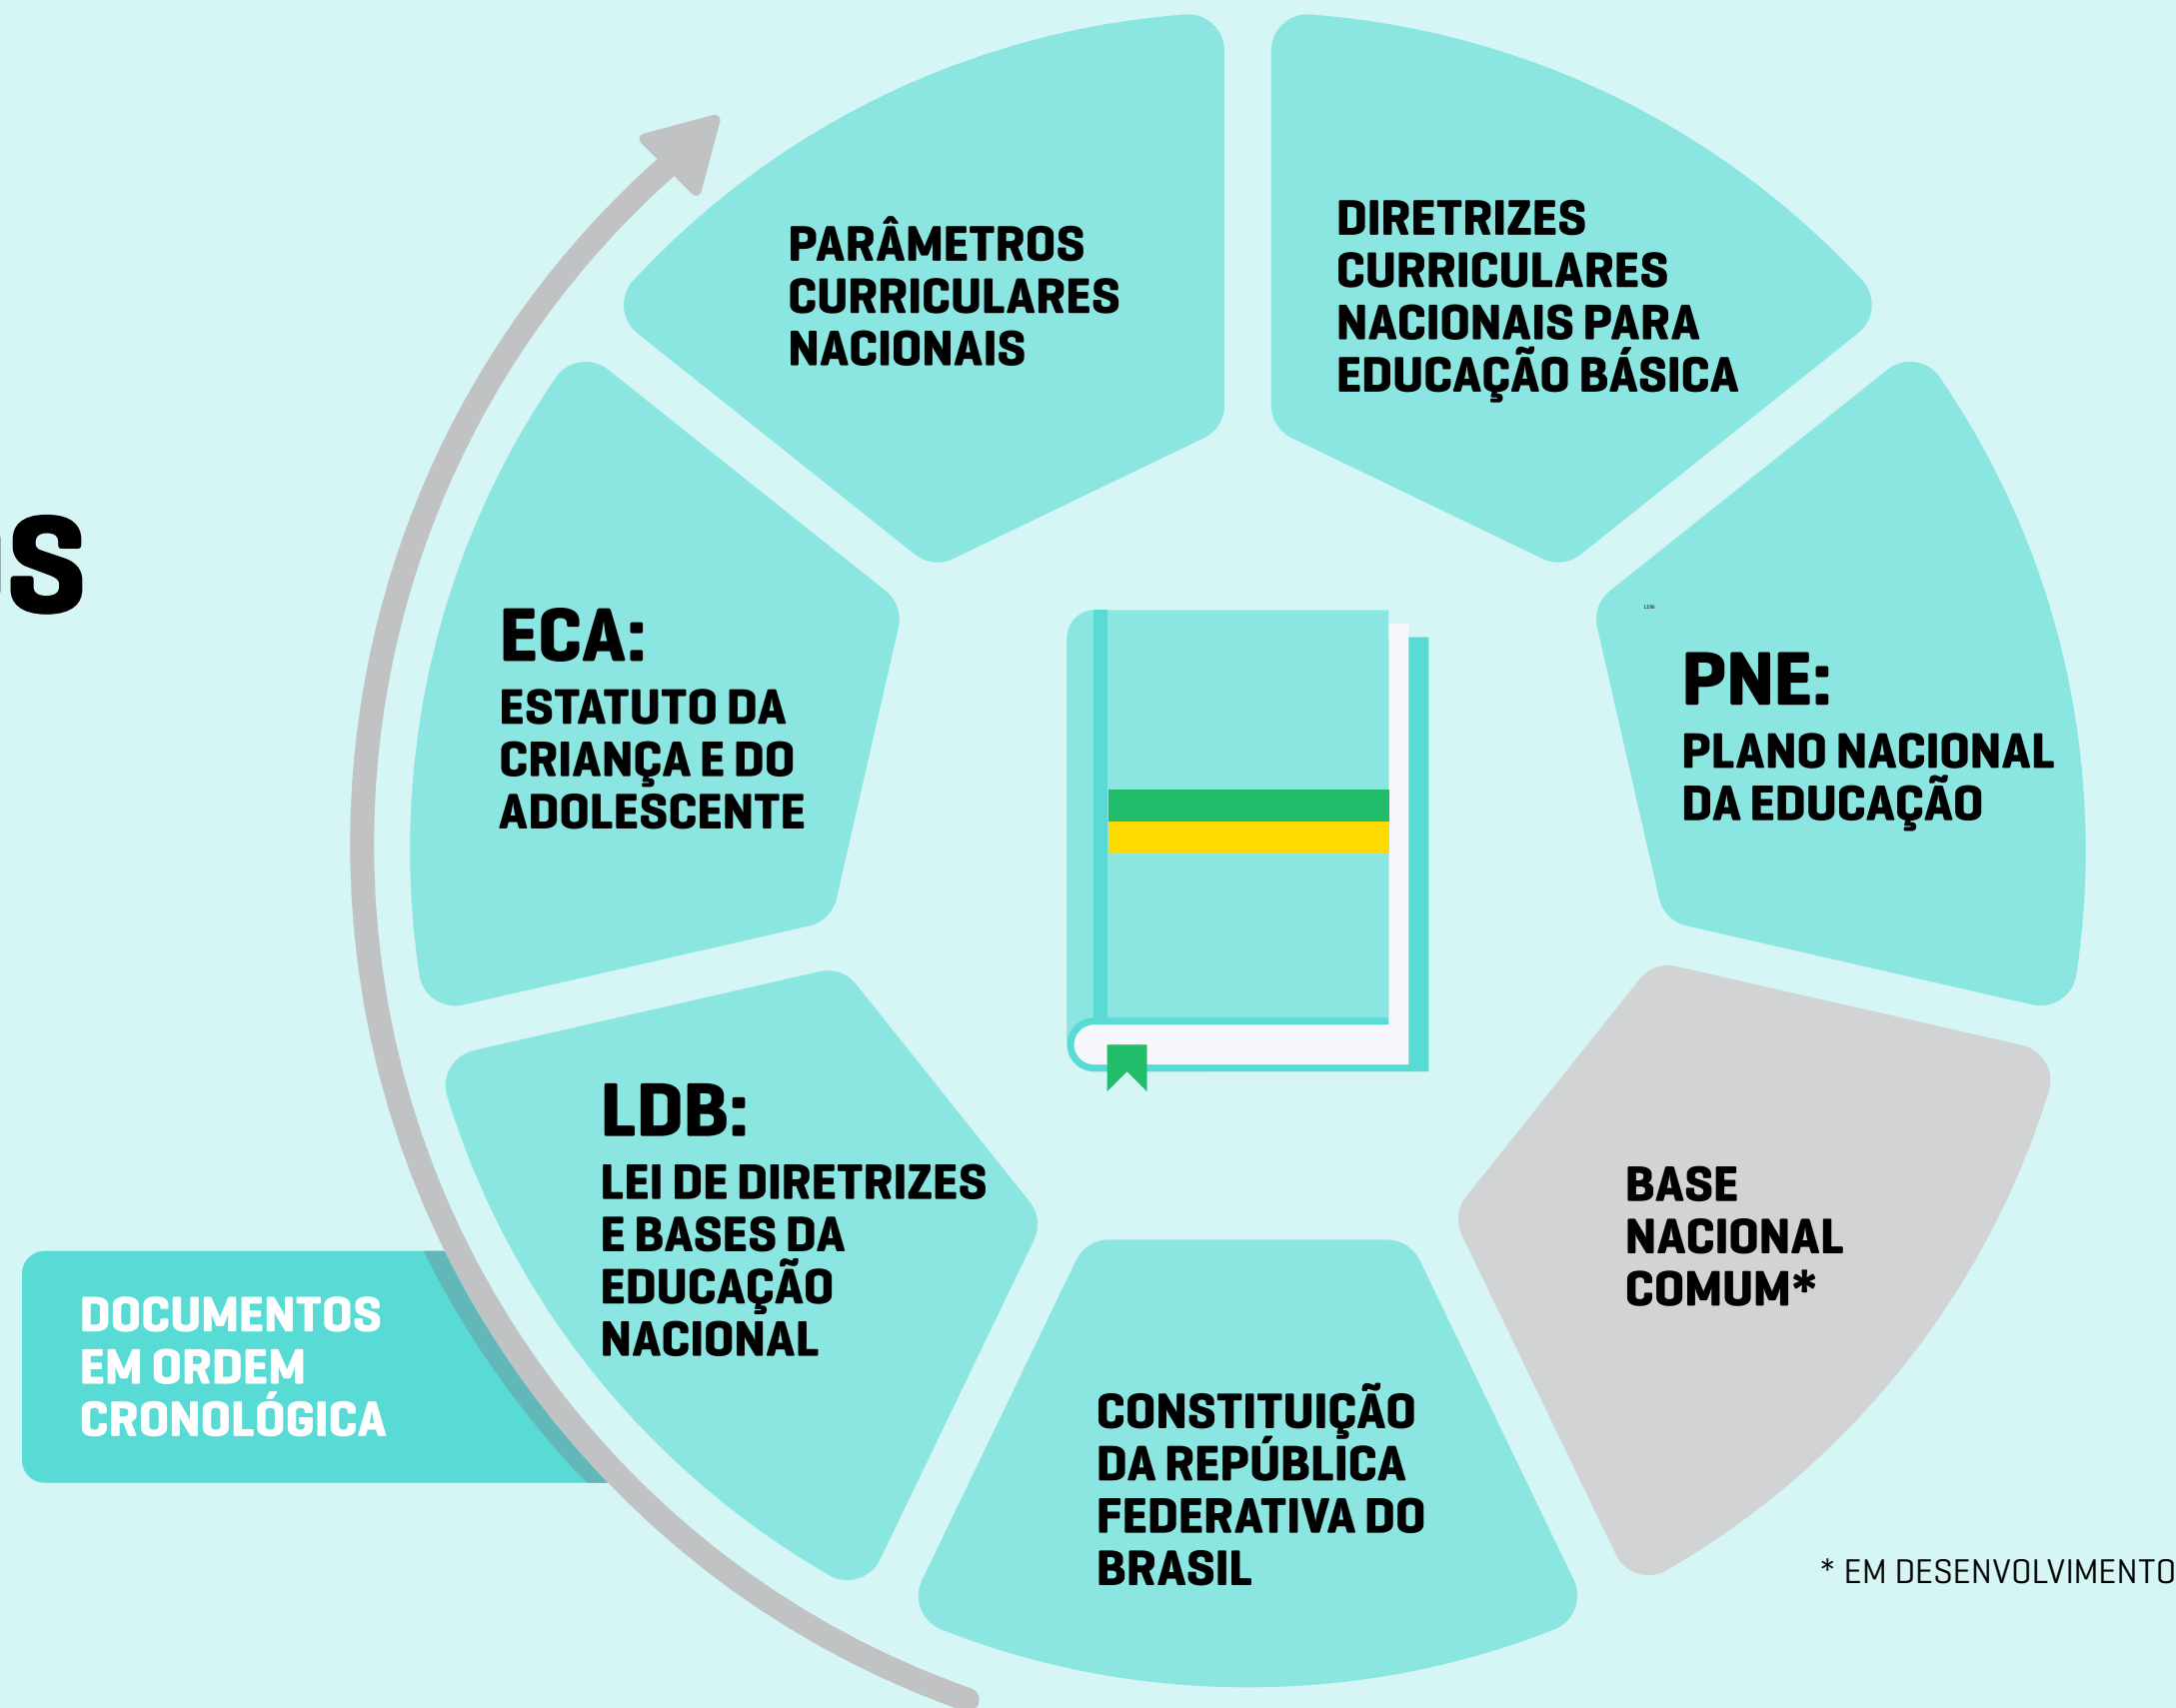 PARÂMETROS
CURRICULARES
NACIONAIS
DIRETRIZES
CURRICULARES
NACIONAIS PARA
EDUCAÇÃO BÁSICA
ECA:
ESTATUTO DA
CRIANÇA E DO
ADOLESCENTE
LDB:
PNE:
PLANO NACIONAL
DA EDUCAÇÃO
LDB:
LEI DE DIRETRIZES
E BASES DA
EDUCAÇÃO
NACIONAL
BASE
NACIONAL
COMUM*
DOCUMENTOS
EM ORDEM
CRONOLÓGICA
CONSTITUIÇÃO
DA REPÚBLICA
FEDERATIVA DO
BRASIL
* EM DESENVOLVIMENTO